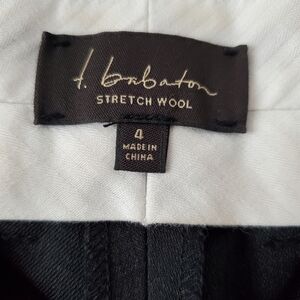 t. babaton
STRETCH WOOL
4
MADE IN
CHINA